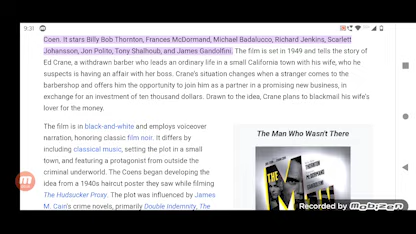 9:31
Coen. It stars Billy Bob Thornton, Frances McDormand, Michael Badalucco, Richard Jenkins, Scarlett
Johansson, Jon Polito, Tony Shalhoub, and James Gandolfini. The film is set in 1949 and tells the story of
Ed Crane, a withdrawn barber who leads an ordinary life in a small California town with his wife, who he
suspects is having an affair with her boss. Crane's situation changes when a stranger comes to the
barbershop and offers him the opportunity to join him as a partner in a promising new business, in
exchange for an investment of ten thousand dollars. Drawn to the idea, Crane plans to blackmail his wife's
lover for the money.
The film is in black-and-white and employs voiceover
narration, honoring classic film noir. It differs by
including classical music, setting the plot in a small
town, and featuring a protagonist from outside the
criminal underworld. The Coens began developing the
idea from a 1940s haircut poster they saw while filming
The Hudsucker Proxy. The plot was influenced by James
M. Cain's crime novels, primarily Double Indemnity, The
The Man Who Wasn't There
THORNTON
THE
MAN
Recorded by mobizen